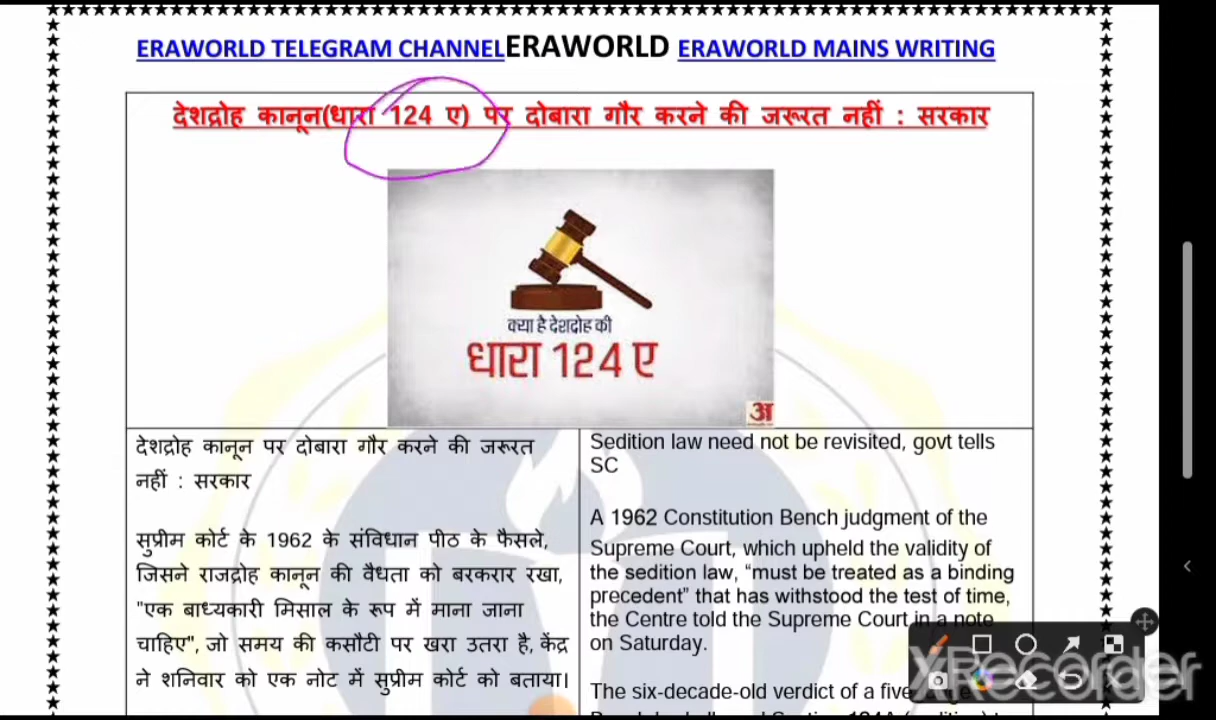 ERAWORLD TELEGRAM CHANNELERAWORLD ERAWORLD MAINS WRITING
देशद्रोह कानून(धारा 124 ए) पर दोबारा गौर करने की जरूरत नहीं : सरकार
क्या है देशद्रोह की
धारा 124 ए
अ
देशद्रोह कानून पर दोबारा गौर करने की जरूरत
नहीं : सरकार
सुप्रीम कोर्ट के 1962 के संविधान पीठ के फैसले,
जिसने राजद्रोह कानून की वैधता को बरकरार रखा,
"एक बाध्यकारी मिसाल के रूप में माना जाना
चाहिए", जो समय की कसौटी पर खरा उतरा है, केंद्र
ने शनिवार को एक नोट में सुप्रीम कोर्ट को बताया।
Sedition law need not be revisited, govt tells
SC
A 1962 Constitution Bench judgment of the
Supreme Court, which upheld the validity of
the sedition law, “must be treated as a binding
precedent” that has withstood the test of time,
the Centre told the Supreme Court in a note
on Saturday.
The six-decade-old verdict of a five
XRecorder